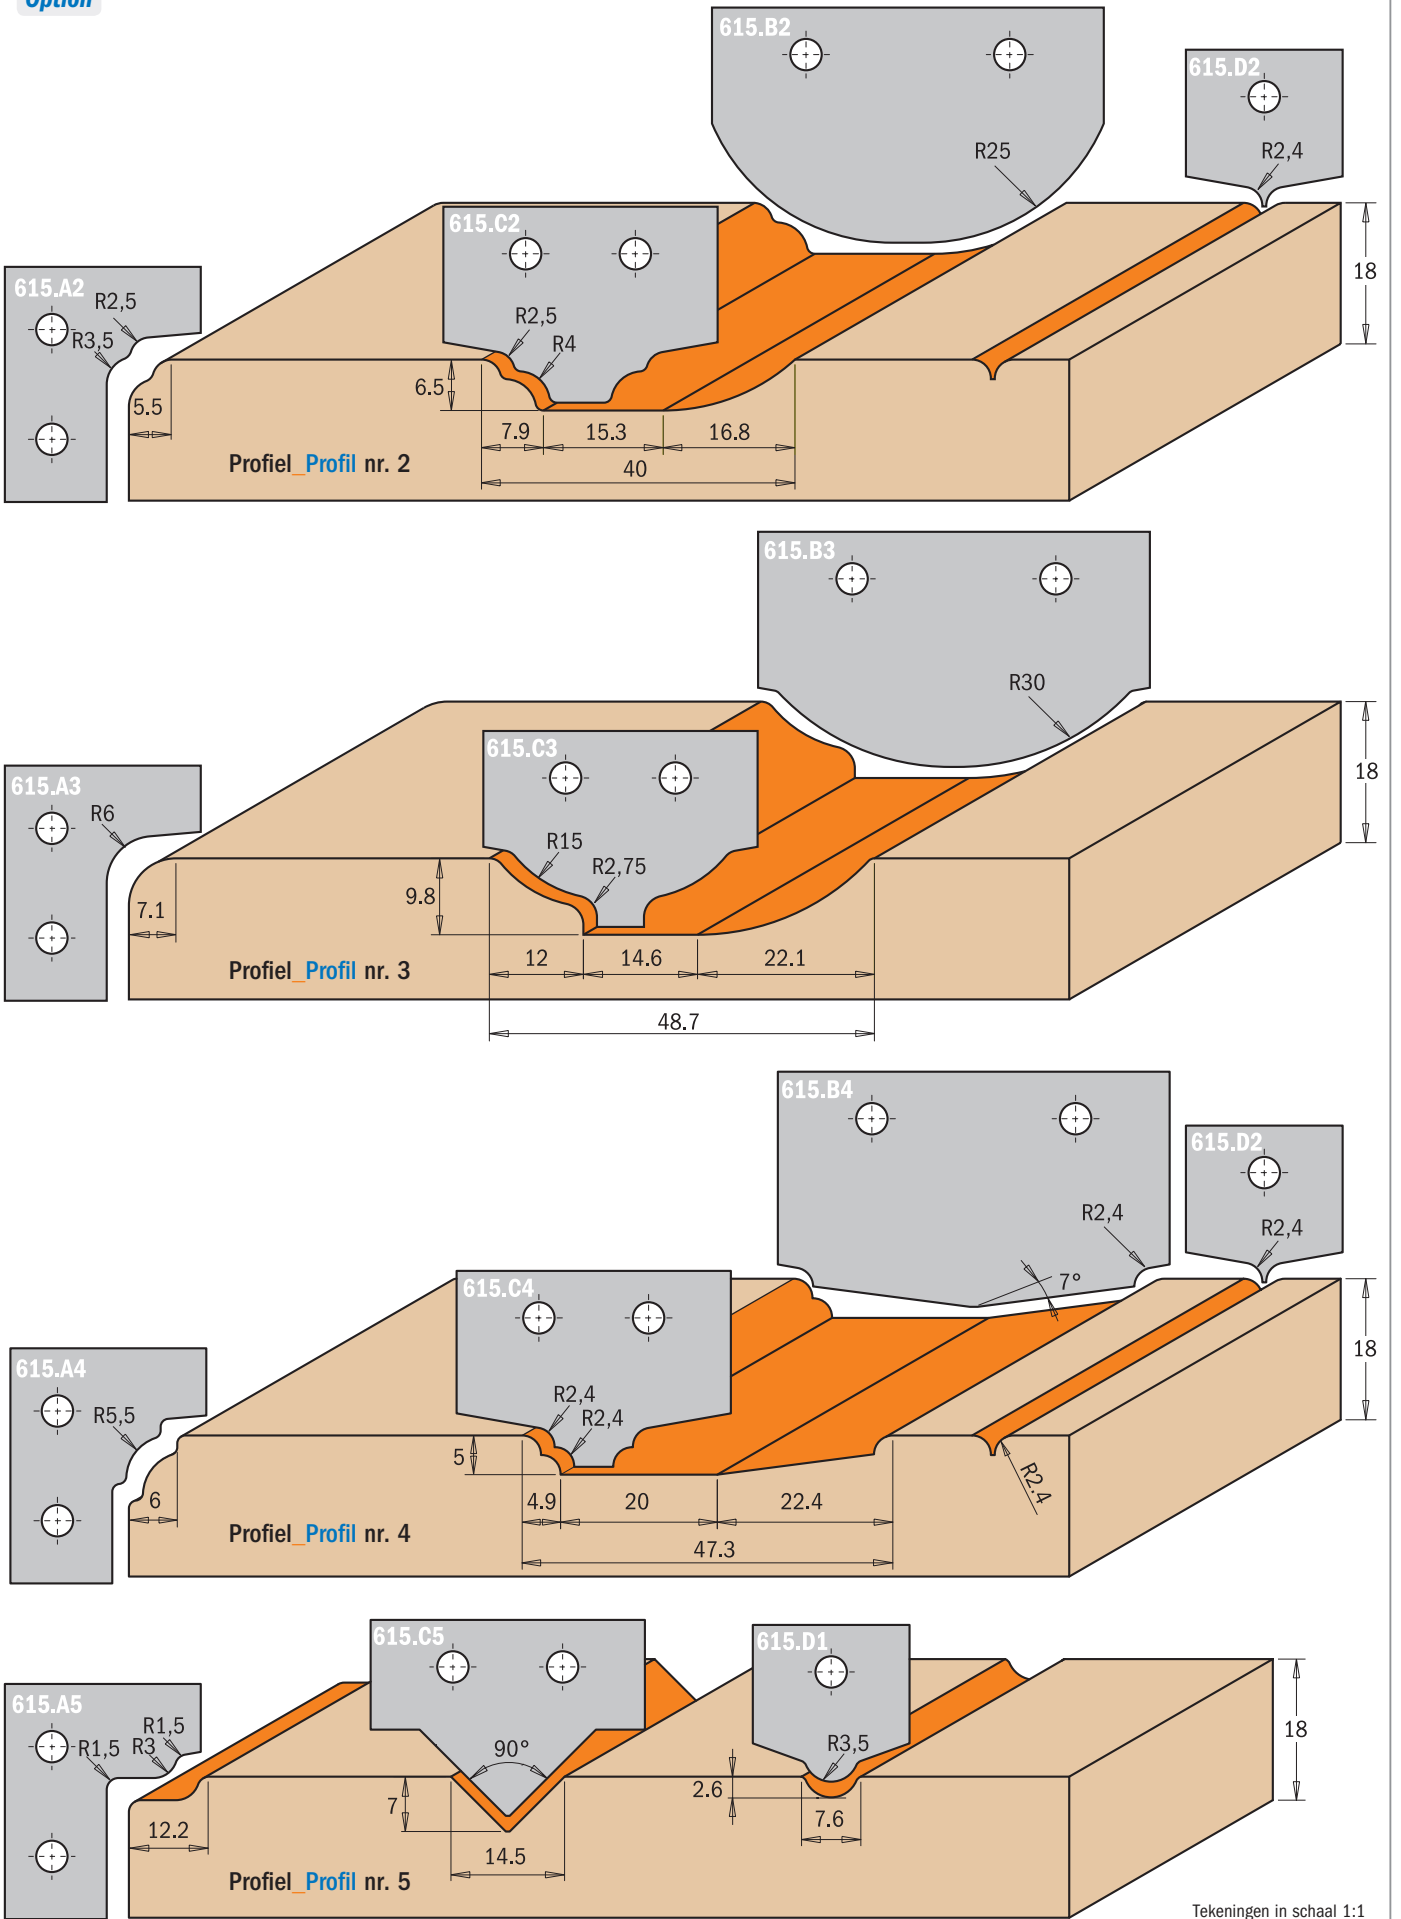 Option
615.B2
R25
615.D2
R2,4
18
615.C2
R2,5
R4
615.A2
R2,5
R3,5
5.5
6.5
7.9
15.3
16.8
40
Profiel_Profil nr. 2
615.B3
R30
18
615.C3
R15
R2,75
615.A3
R6
7.1
9.8
12
14.6
22.1
48.7
Profiel_Profil nr. 3
615.B4
R2,4
7°
615.D2
R2,4
18
615.C4
R2,4
R2,4
615.A4
R5,5
6
5
4.9
20
22.4
47.3
R2.4
Profiel_Profil nr. 4
615.C5
90°
615.D1
R3,5
18
615.A5
R1,5
R3
R1,5
12.2
7
14.5
2.6
7.6
Profiel_Profil nr. 5
Tekeningen in schaal 1:1